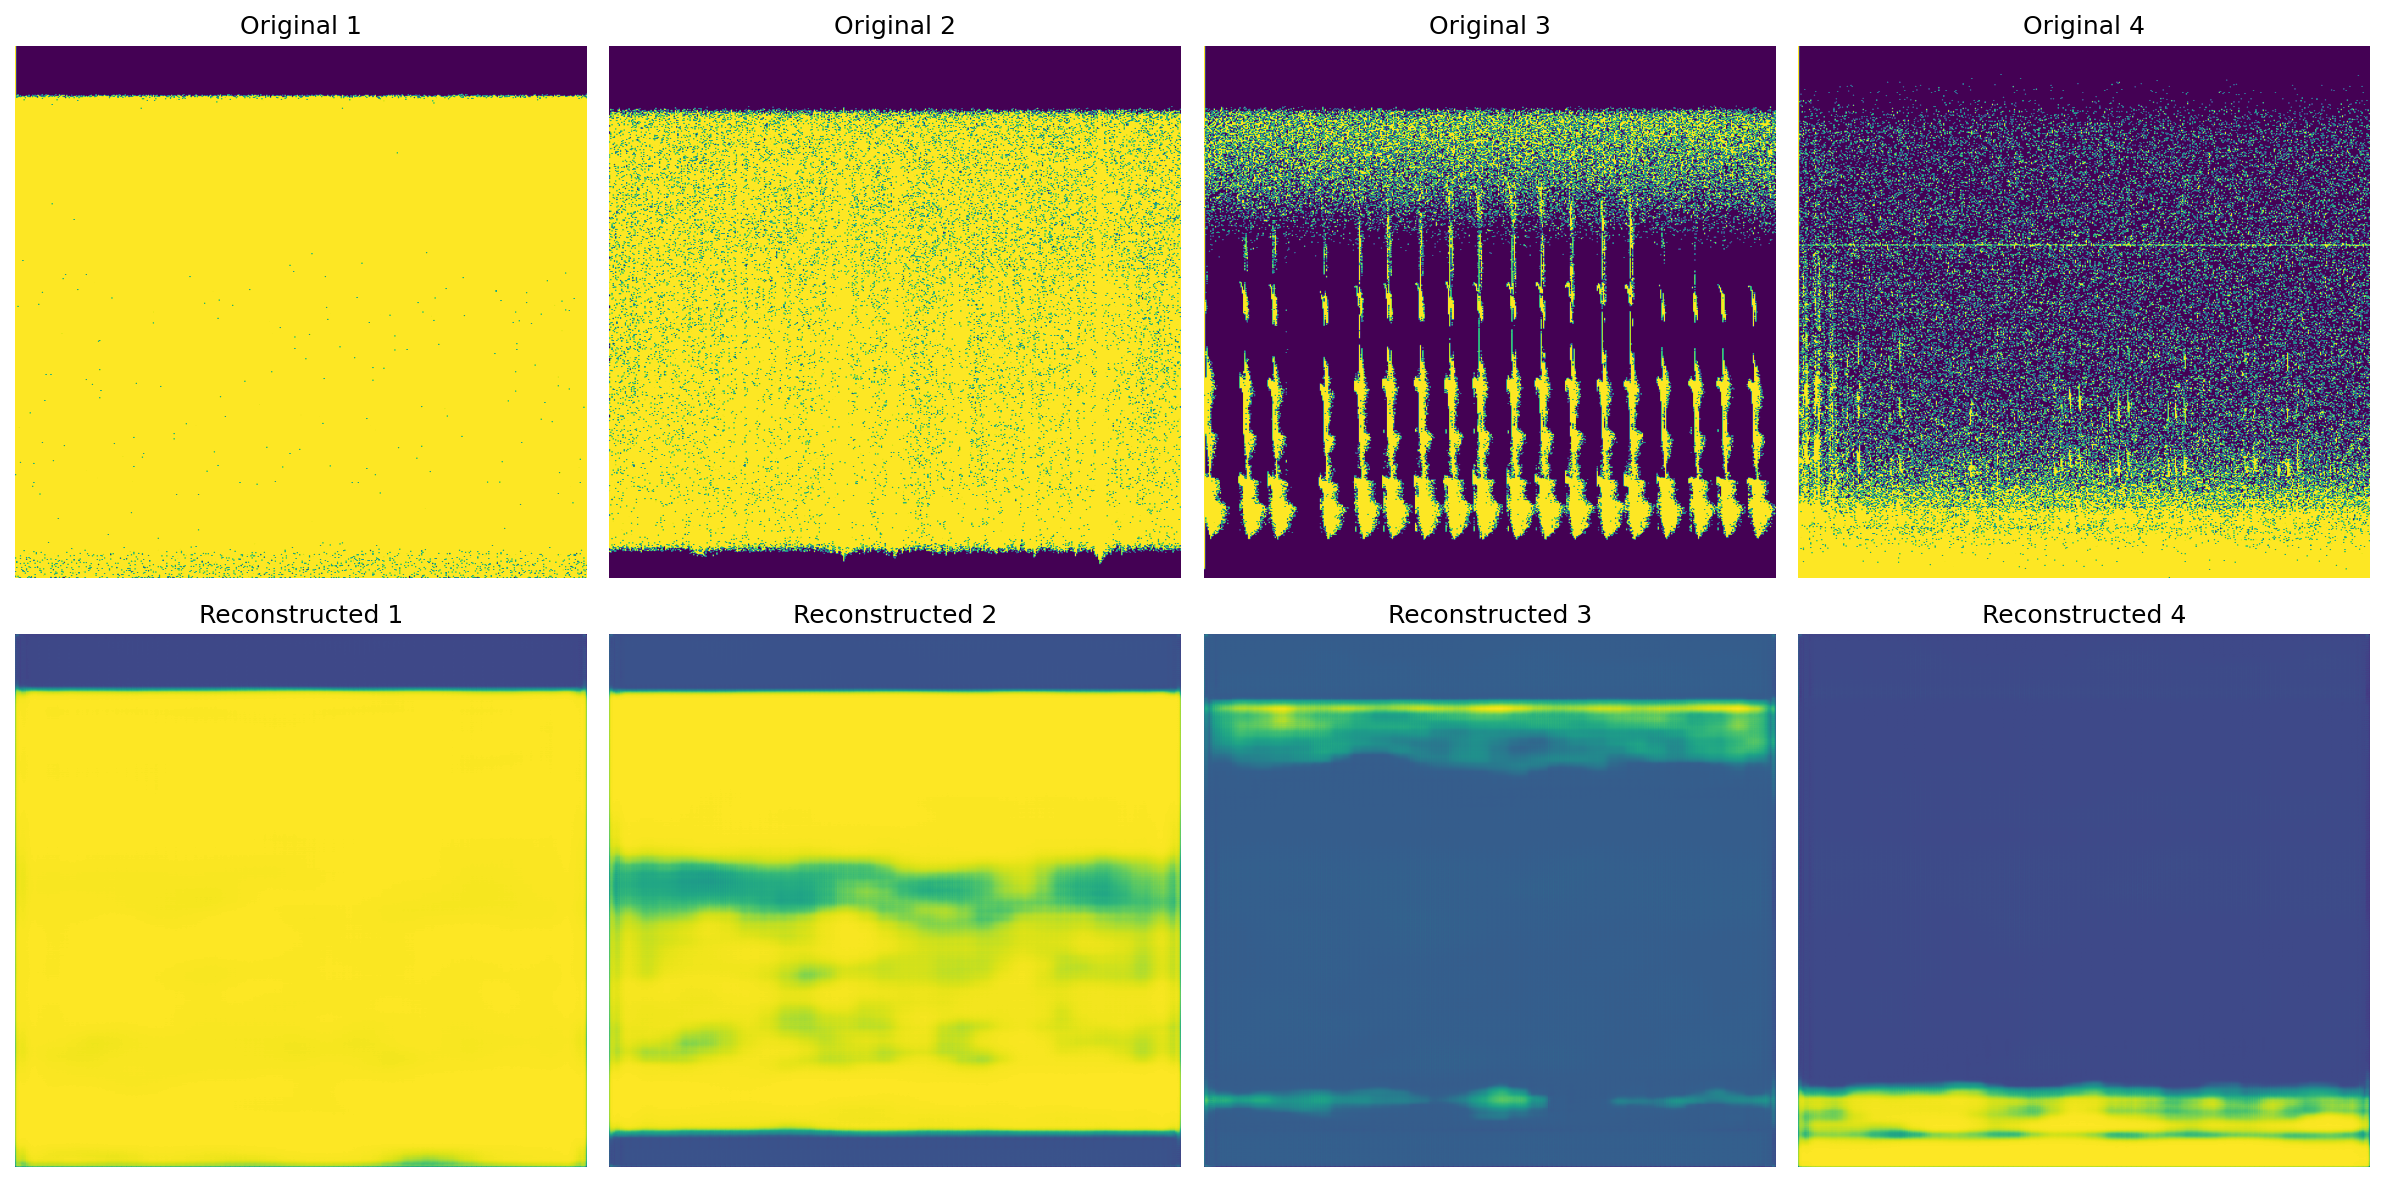 Original 1
Original 2
Original 3
Original 4
Reconstructed 1
Reconstructed 2
Reconstructed 3
Reconstructed 4